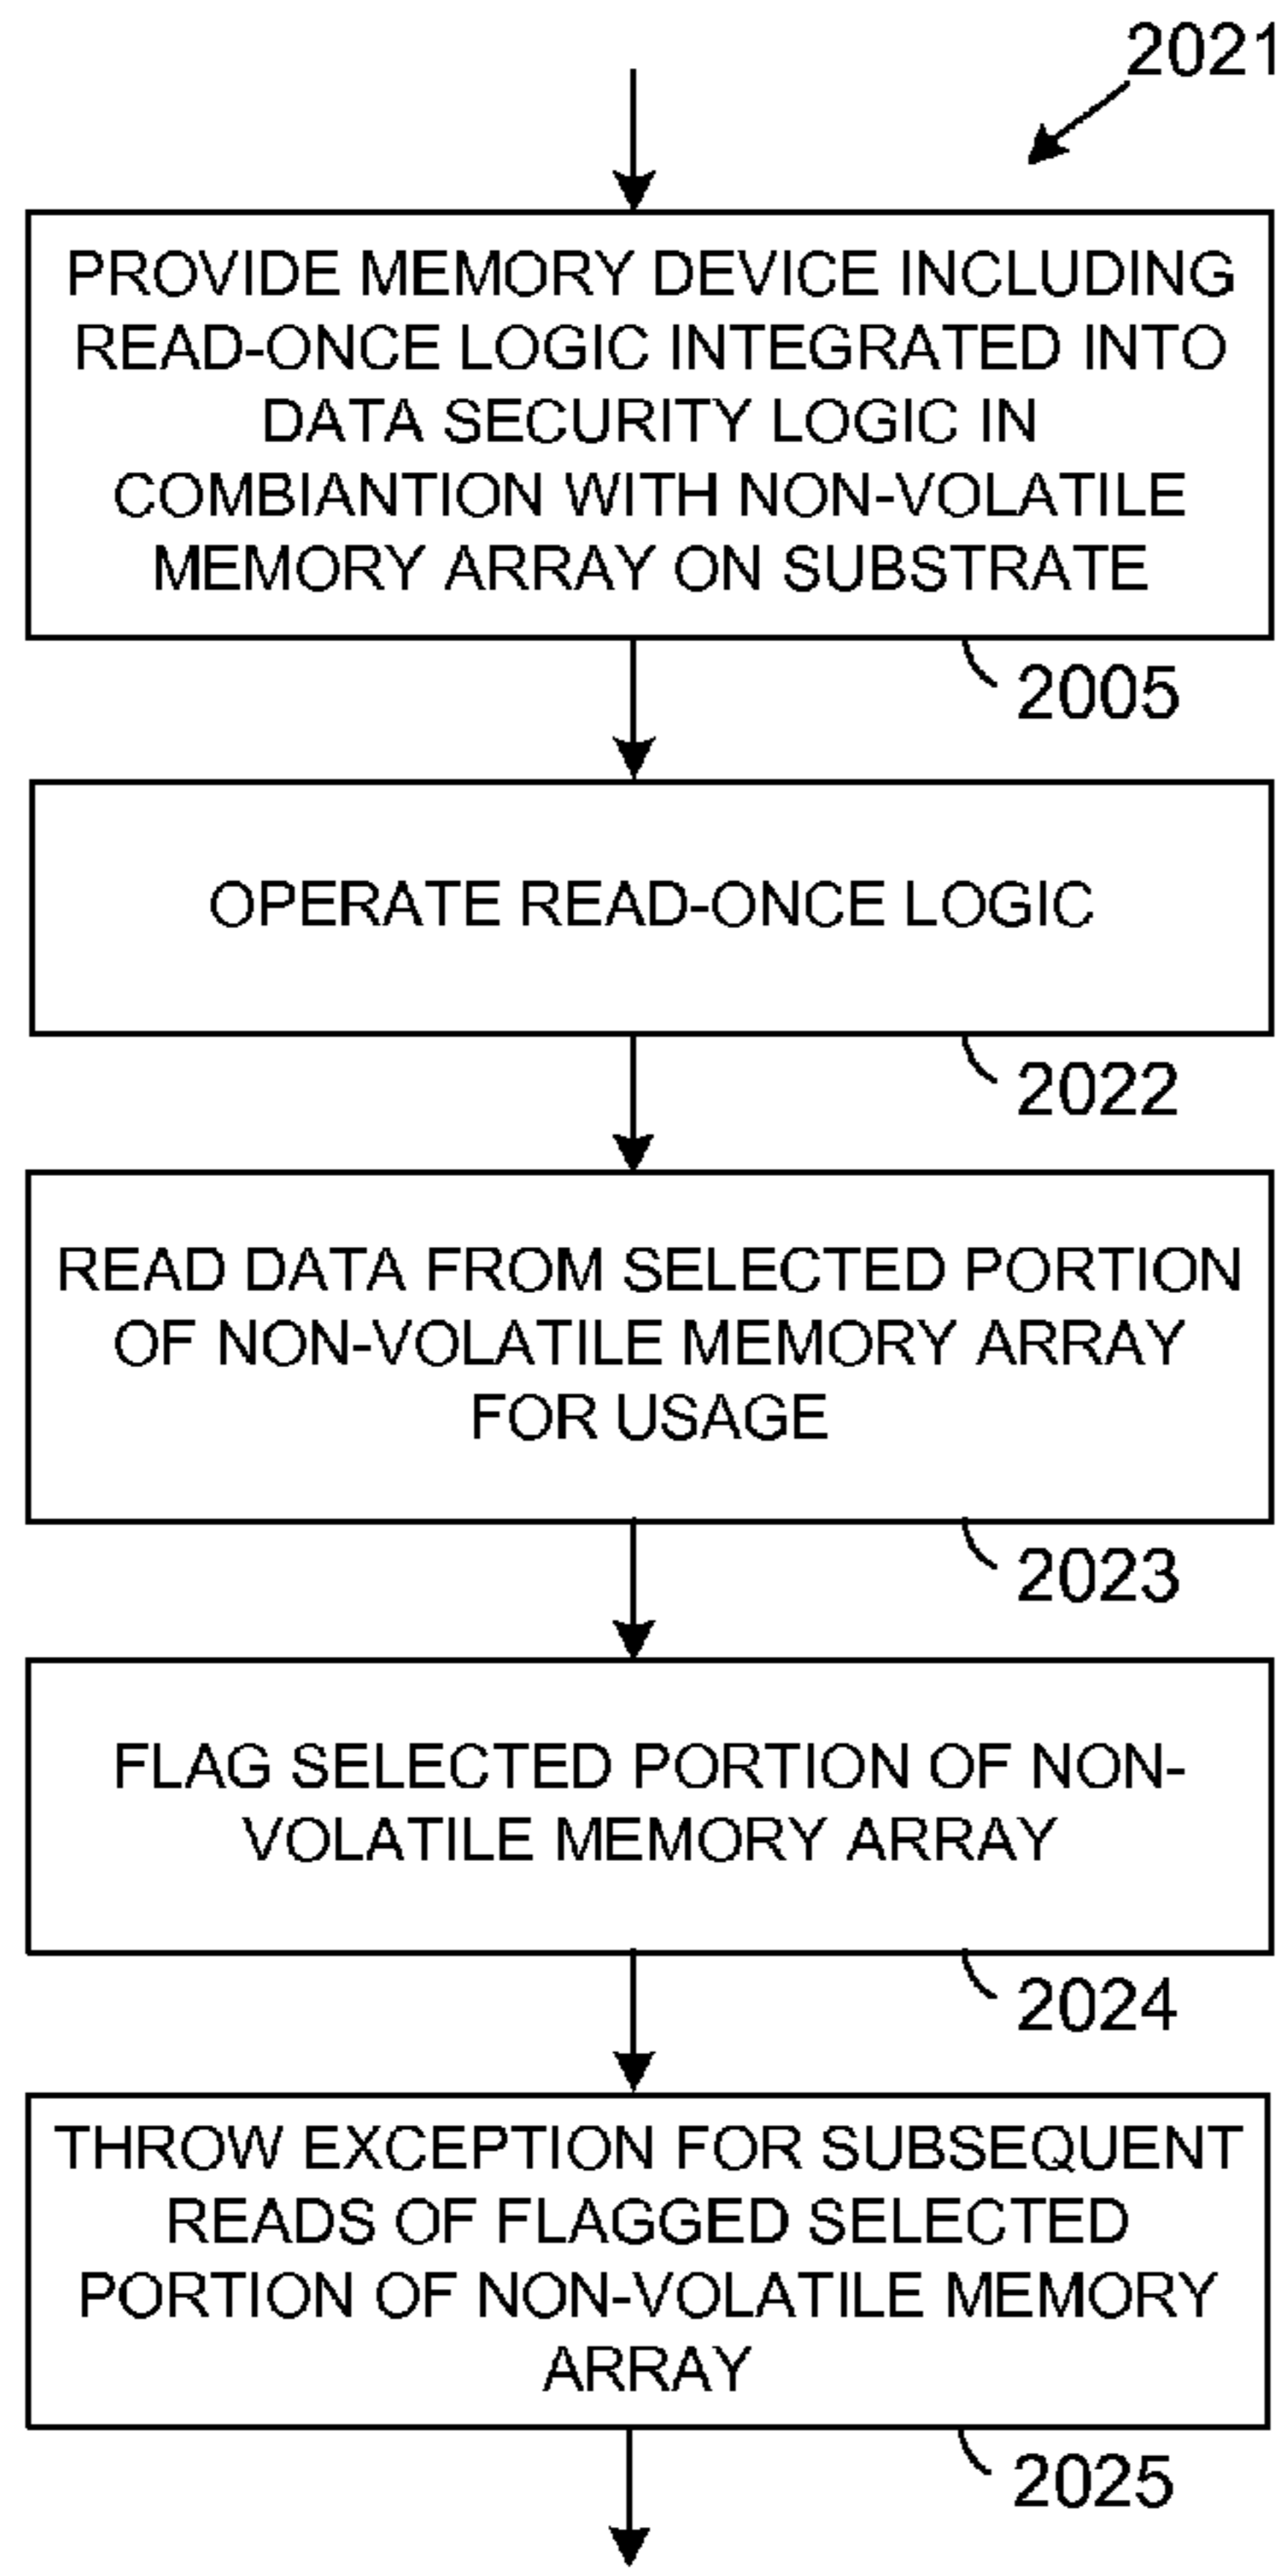 2021
PROVIDE MEMORY DEVICE INCLUDING
READ-ONCE LOGIC INTEGRATED INTO
DATA SECURITY LOGIC IN
COMBIANTION WITH NON-VOLATILE
MEMORY ARRAY ON SUBSTRATE
2005
OPERATE READ-ONCE LOGIC
2022
READ DATA FROM SELECTED PORTION
OF NON-VOLATILE MEMORY ARRAY
FOR USAGE
2023
FLAG SELECTED PORTION OF NON-
VOLATILE MEMORY ARRAY
2024
THROW EXCEPTION FOR SUBSEQUENT
READS OF FLAGGED SELECTED
PORTION OF NON-VOLATILE MEMORY
ARRAY
2025